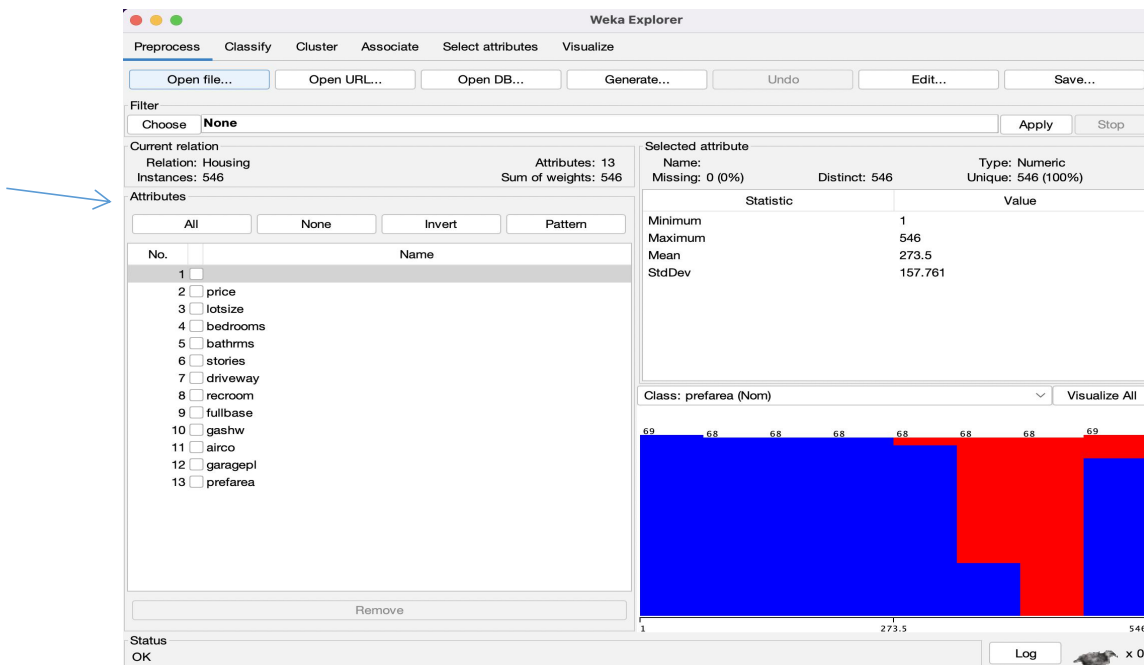 Weka Explorer
Preprocess Classify Cluster Associate Select attributes Visualize
Open file... Open URL... Open DB... Generate... Undo Edit... Save...
Filter
Choose None Apply Stop
Current relation
Relation: Housing Attributes: 13
Instances: 546 Sum of weights: 546
Attributes
All None Invert Pattern
No. Name
1
2 price
3 lotsize
4 bedrooms
5 bathrms
6 stories
7 driveway
8 recroom
9 fullbase
10 gashw
11 airco
12 garagepl
13 prefarea
Remove
Selected attribute
Name: Type: Numeric
Missing: 0 (0%) Distinct: 546 Unique: 546 (100%)
Statistic Value
Minimum 1
Maximum 546
Mean 273.5
StdDev 157.761
Class: prefarea (Nom) Visualize All
69 68 68 68 68 68 68 69
1 273.5 546
Status
OK
Log x 0